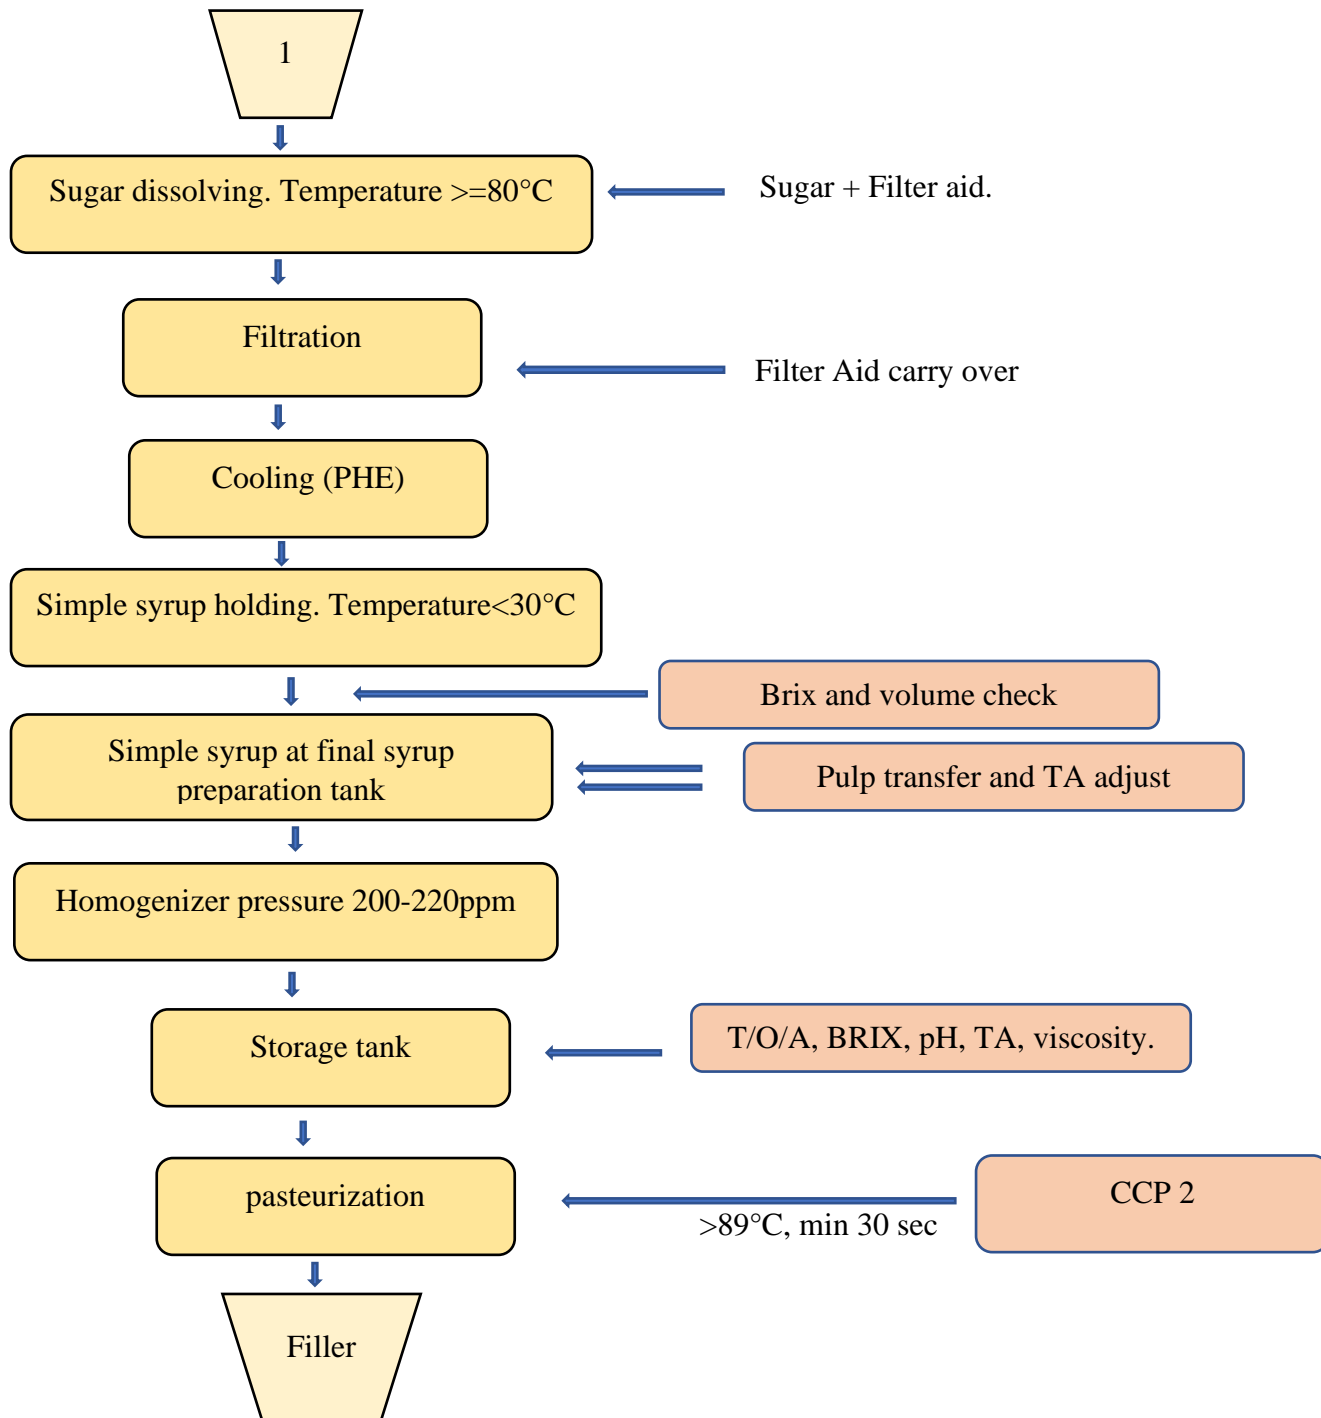 1
Sugar dissolving. Temperature >=80°C
Sugar + Filter aid.
Filtration
Filter Aid carry over
Cooling (PHE)
Simple syrup holding. Temperature<30°C
Brix and volume check
Simple syrup at final syrup
preparation tank
Pulp transfer and TA adjust
Homogenizer pressure 200-220ppm
Storage tank
T/O/A, BRIX, pH, TA, viscosity.
pasteurization
>89°C, min 30 sec
CCP 2
Filler